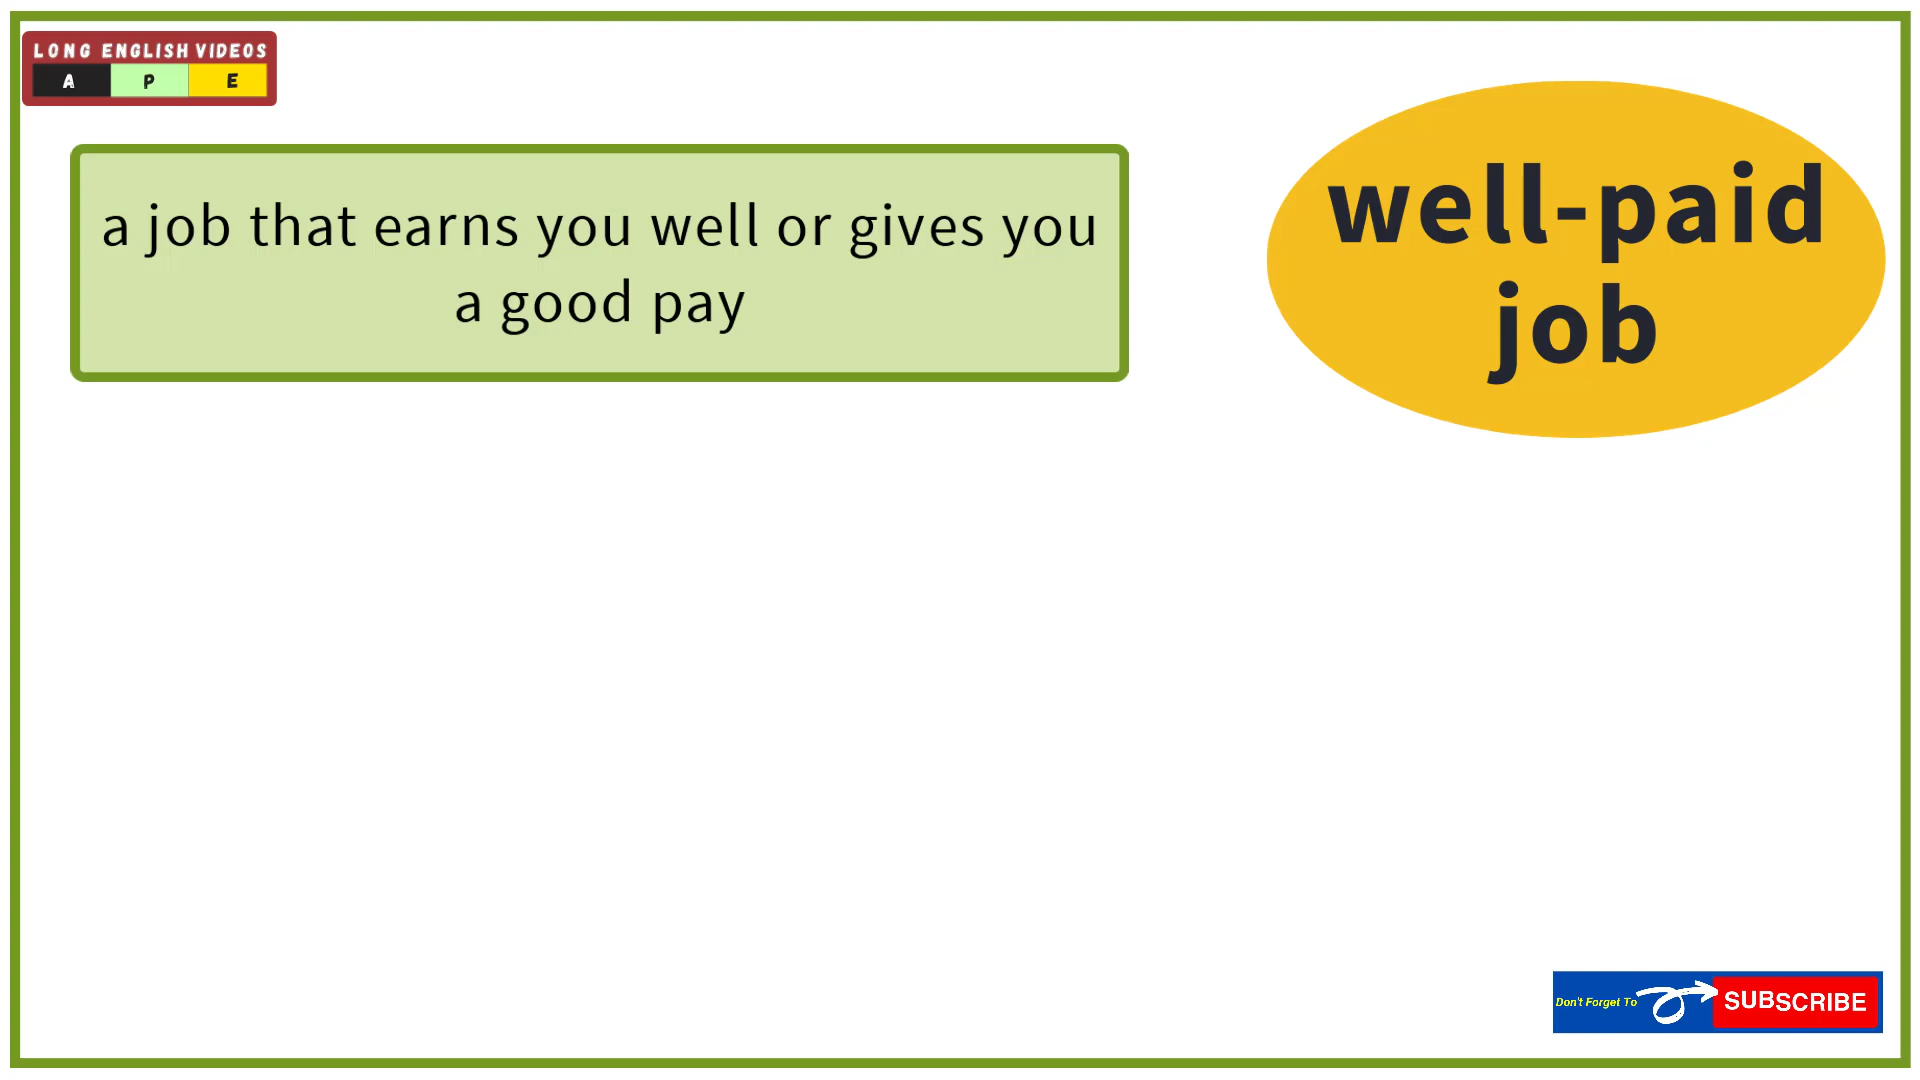 LONG ENGLISH VIDEOS
A P E
a job that earns you well or gives you
a good pay
well-paid
job
Don't Forget To
SUBSCRIBE